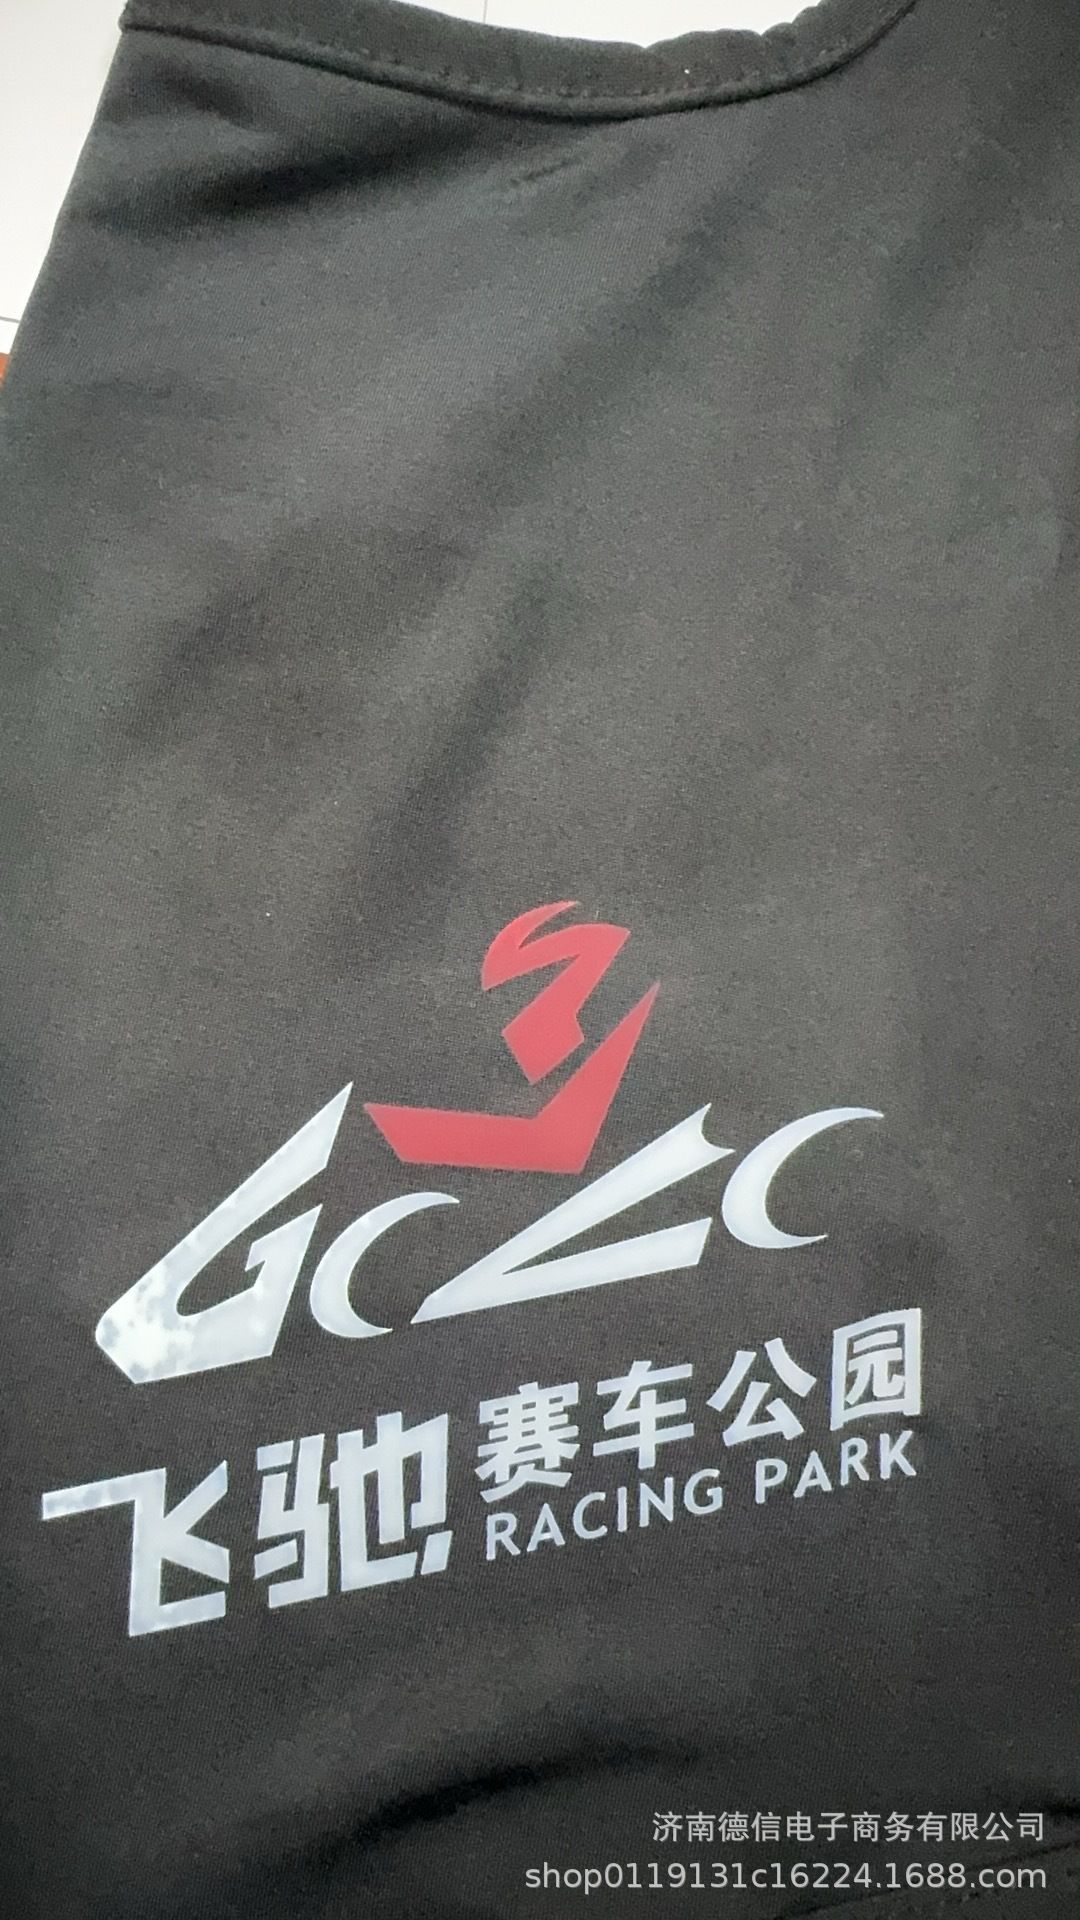 GCLC
飞驰赛车公园
RACING PARK
济南德信电子商务有限公司
shop0119131c16224.1688.com